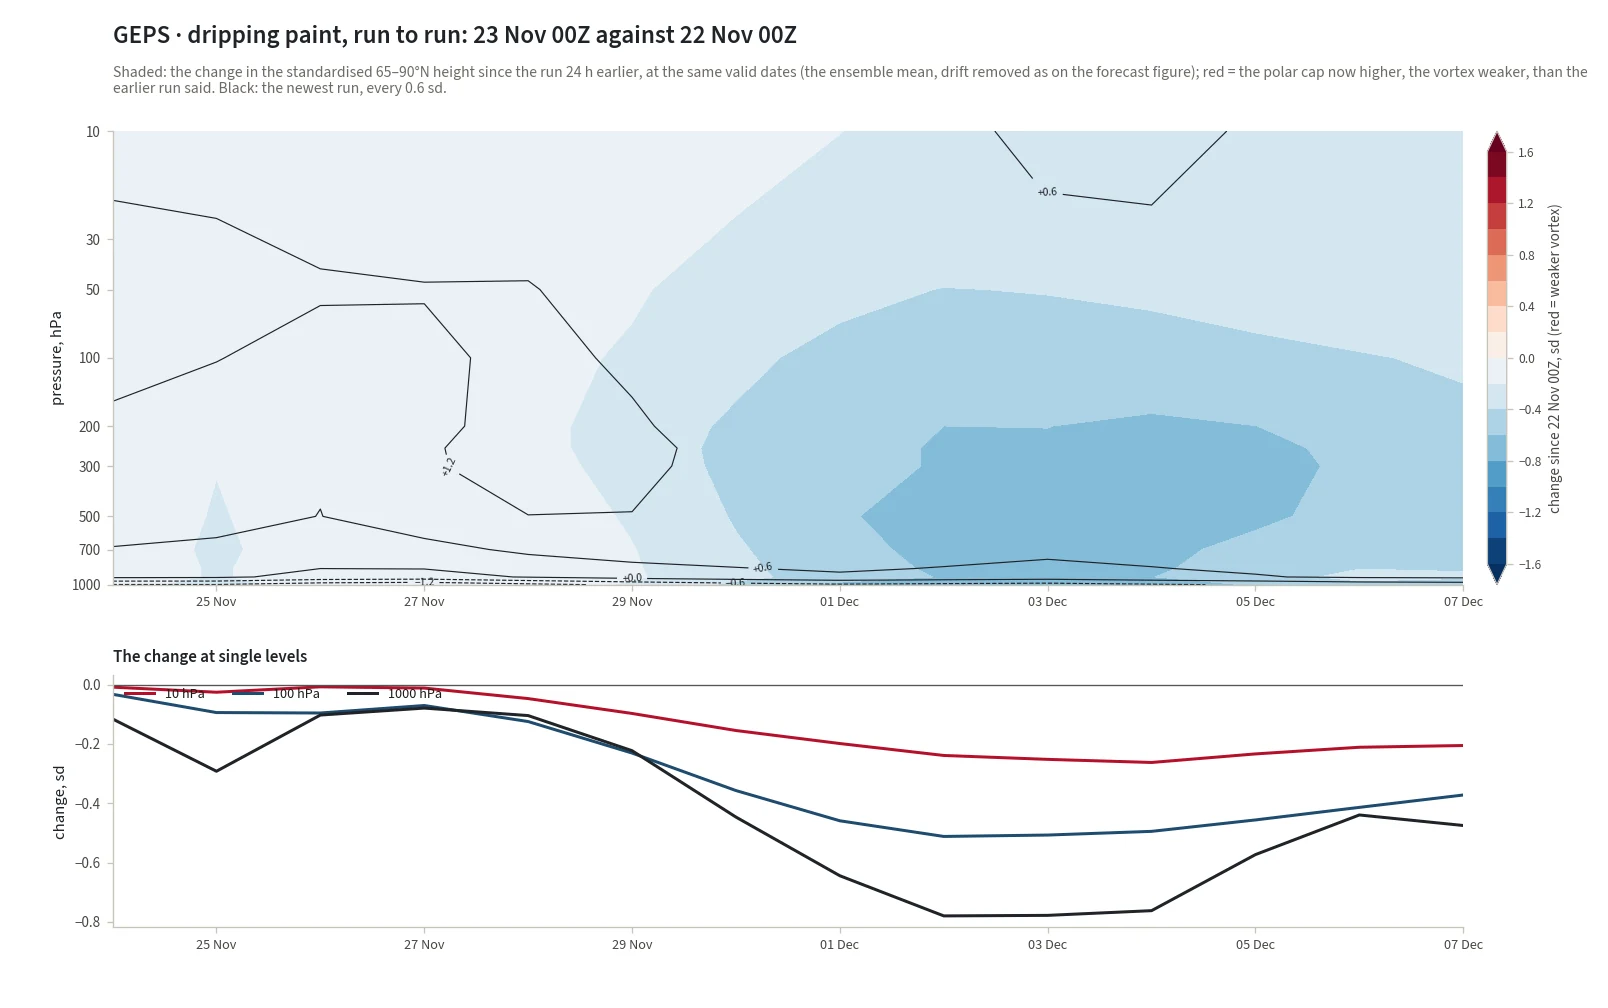 GEPS · dripping paint, run to run: 23 Nov 00Z against 22 Nov 00Z
Shaded: the change in the standardised 65–90°N height since the run 24 h earlier, at the same valid dates (the ensemble mean, drift removed as on the forecast figure); red = the polar cap now higher, the vortex weaker, than the
earlier run said. Black: the newest run, every 0.6 sd.
pressure, hPa
10
30
50
100
200
300
500
700
1000
+0.6
+1.2
+0.6
+0.0
−1.2
−0.6
25 Nov
27 Nov
29 Nov
01 Dec
03 Dec
05 Dec
07 Dec
1.6
1.2
0.8
0.4
0.0
−0.4
−0.8
−1.2
−1.6
change since 22 Nov 00Z, sd (red = weaker vortex)
The change at single levels
change, sd
0.0
−0.2
−0.4
−0.6
−0.8
10 hPa
100 hPa
1000 hPa
25 Nov
27 Nov
29 Nov
01 Dec
03 Dec
05 Dec
07 Dec